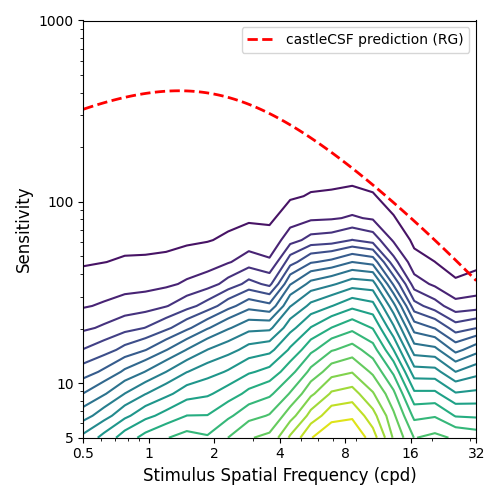 1000
castleCSF prediction (RG)
100
10
5
Sensitivity
0.5 1 2 4 8 16 32
Stimulus Spatial Frequency (cpd)